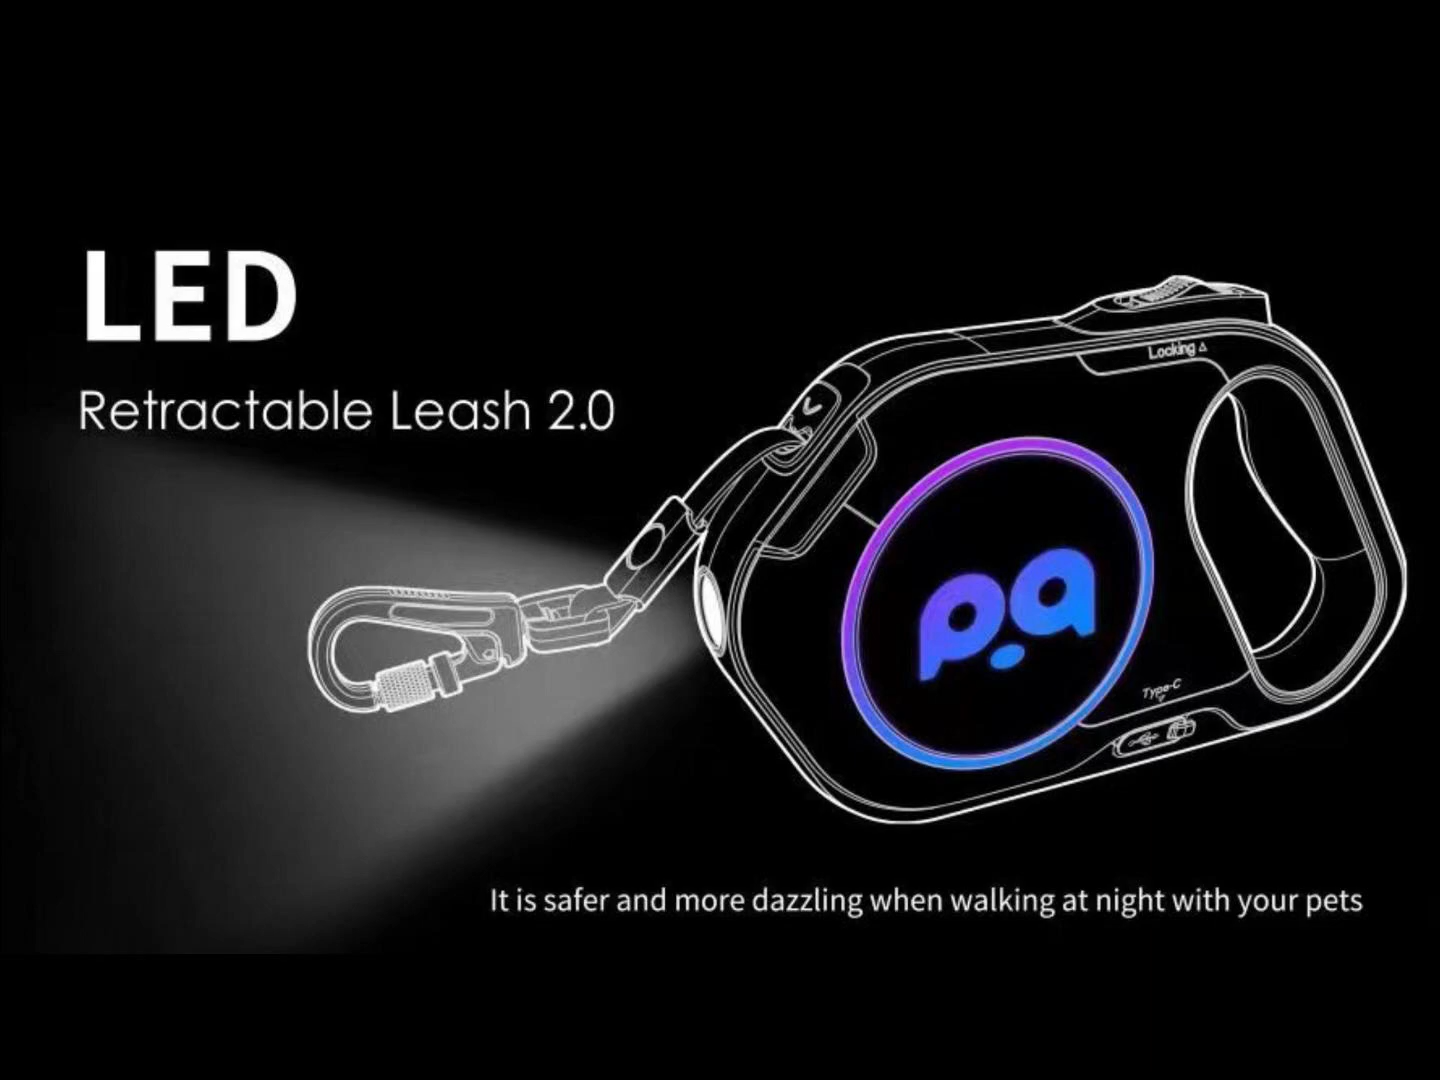 LED
Retractable Leash 2.0
Locking
pa
Type-C
It is safer and more dazzling when walking at night with your pets